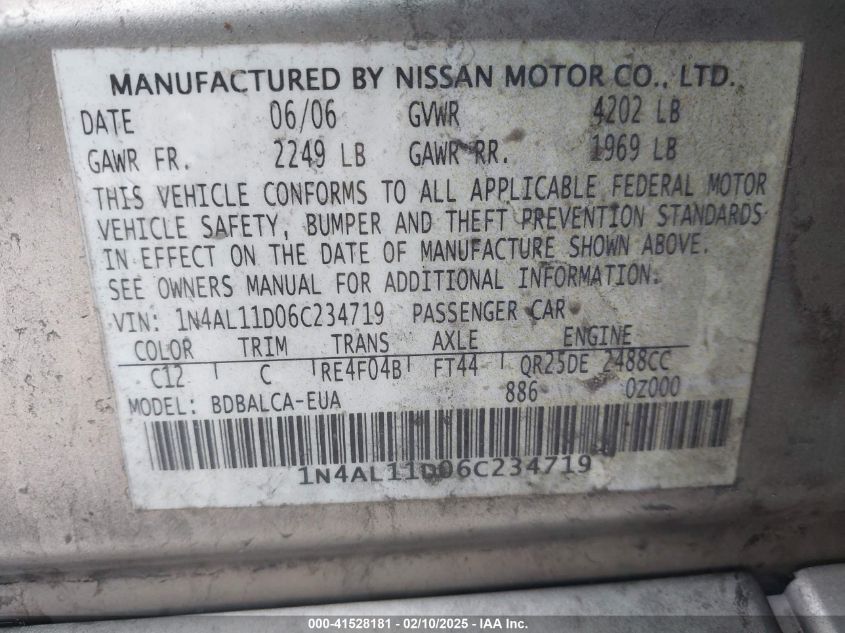 MANUFACTURED BY NISSAN MOTOR CO., LTD.
DATE 06/06 GVWR 4202 LB
GAWR FR. 2249 LB GAWR RR. 1969 LB
THIS VEHICLE CONFORMS TO ALL APPLICABLE FEDERAL MOTOR
VEHICLE SAFETY, BUMPER AND THEFT PREVENTION STANDARDS
IN EFFECT ON THE DATE OF MANUFACTURE SHOWN ABOVE.
SEE OWNERS MANUAL FOR ADDITIONAL INFORMATION.
VIN: 1N4AL11D06C234719 PASSENGER CAR
COLOR TRIM TRANS AXLE ENGINE
C12 C RE4F04B FT44 QR25DE 2488CC
MODEL: BDBALCA-EUA 886 0Z000
1N4AL11D06C234719
000-41528181 - 02/10/2025 - IAA Inc.